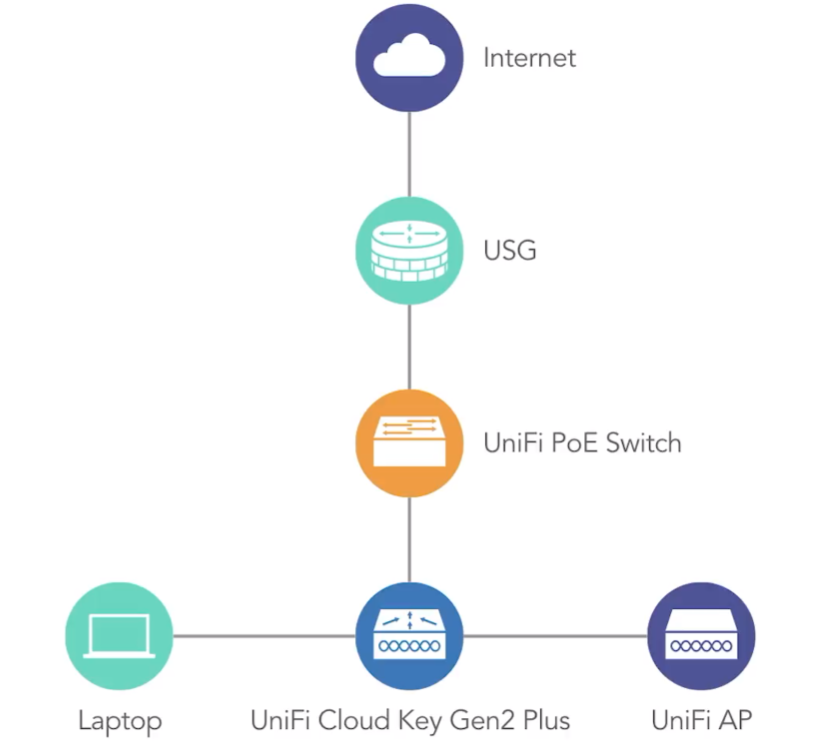 Internet
USG
UniFi PoE Switch
Laptop
UniFi Cloud Key Gen2 Plus
UniFi AP